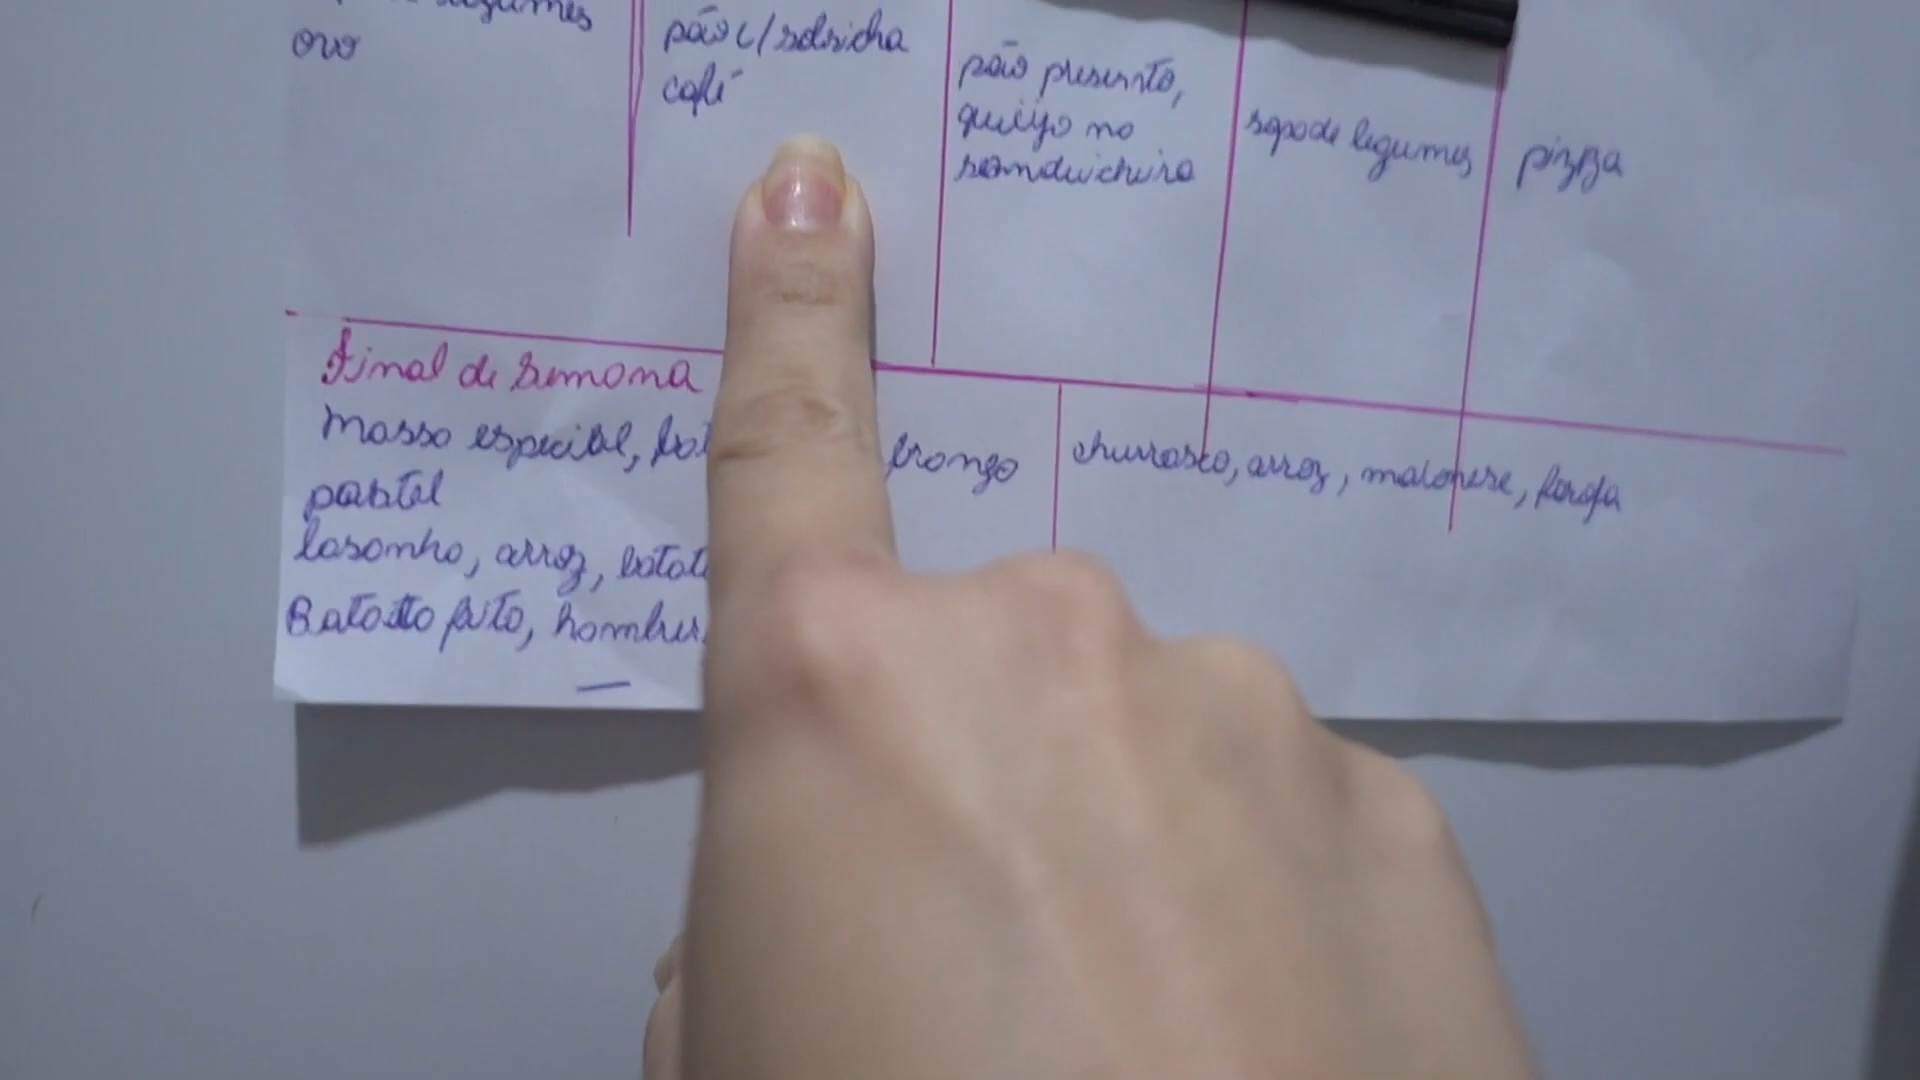 legumes
ovo
pão c/ salsicha
café
pão presunto,
queijo na
sanduicheira
sopa de legumes
pizza
Final de Semana
Massa especial, frango
pastel
lasanha, arroz,
Batata frita,
churrasco, arroz, maionese, farofa